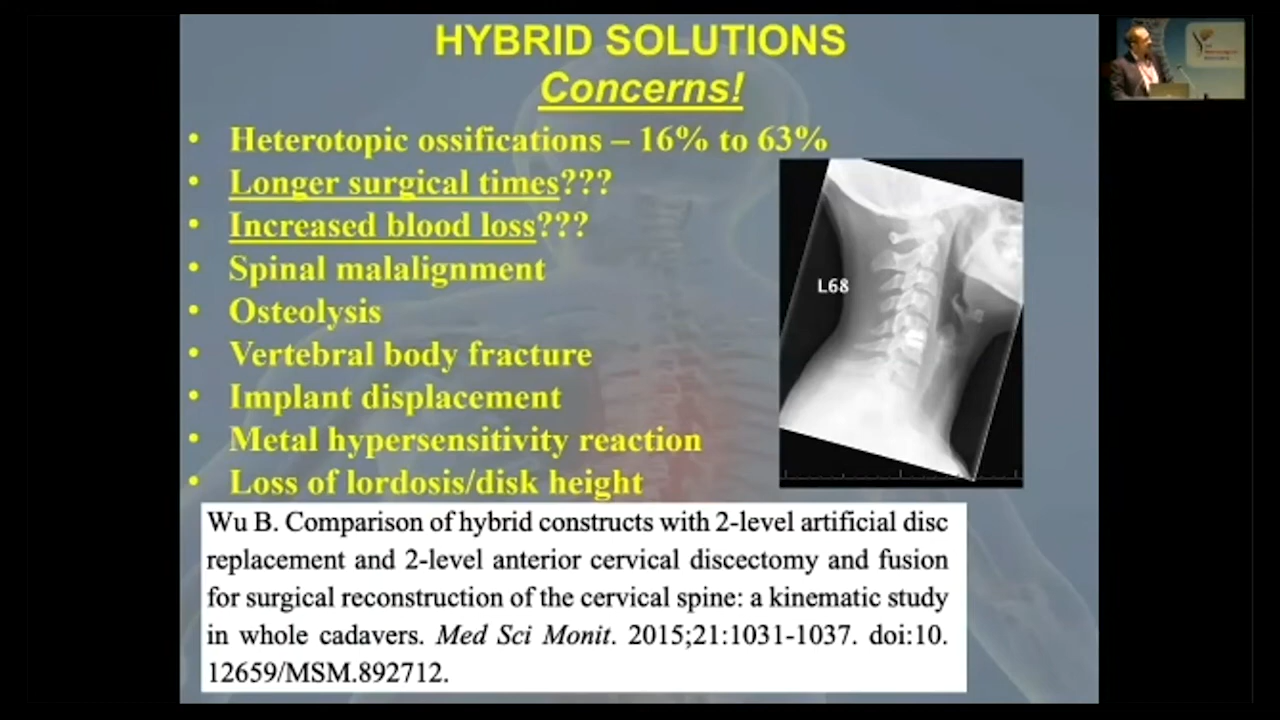 HYBRID SOLUTIONS
Concerns!
• Heterotopic ossifications – 16% to 63%
• Longer surgical times???
• Increased blood loss???
• Spinal malalignment
• Osteolysis
• Vertebral body fracture
• Implant displacement
• Metal hypersensitivity reaction
• Loss of lordosis/disk height
L68
Wu B. Comparison of hybrid constructs with 2-level artificial disc
replacement and 2-level anterior cervical discectomy and fusion
for surgical reconstruction of the cervical spine: a kinematic study
in whole cadavers. Med Sci Monit. 2015;21:1031-1037. doi:10.
12659/MSM.892712.